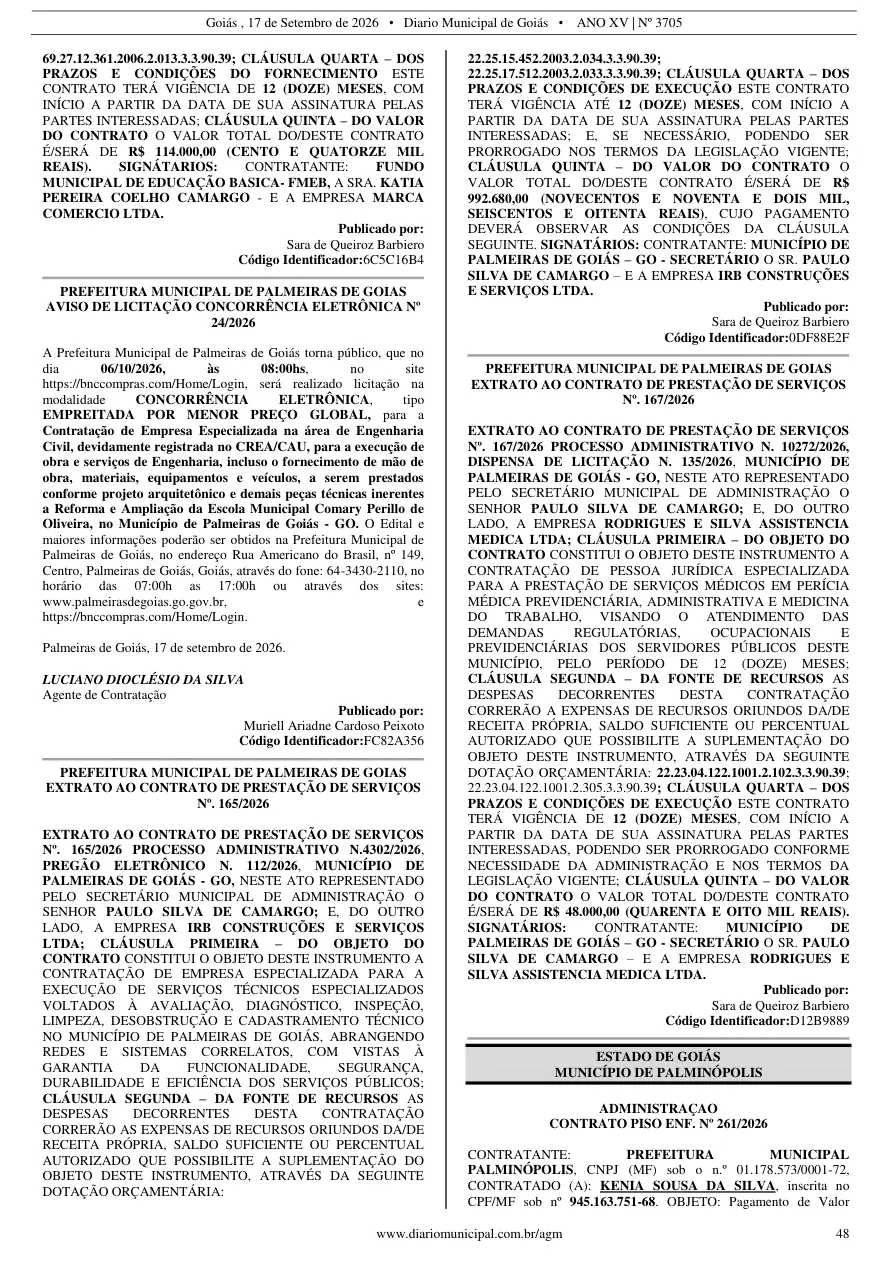 Goiás , 17 de Setembro de 2026 • Diario Municipal de Goiás • ANO XV | Nº 3705
69.27.12.361.2006.2.013.3.3.90.39; CLÁUSULA QUARTA – DOS
PRAZOS E CONDIÇÕES DO FORNECIMENTO ESTE
CONTRATO TERÁ VIGÊNCIA DE 12 (DOZE) MESES, COM
INÍCIO A PARTIR DA DATA DE SUA ASSINATURA PELAS
PARTES INTERESSADAS; CLÁUSULA QUINTA – DO VALOR
DO CONTRATO O VALOR TOTAL DO/DESTE CONTRATO
É/SERÁ DE R$ 114.000,00 (CENTO E QUATORZE MIL
REAIS). SIGNÁTARIOS: CONTRATANTE: FUNDO
MUNICIPAL DE EDUCAÇÃO BASICA- FMEB, A SRA. KATIA
PEREIRA COELHO CAMARGO - E A EMPRESA MARCA
COMERCIO LTDA.
Publicado por:
Sara de Queiroz Barbiero
Código Identificador:6C5C16B4
PREFEITURA MUNICIPAL DE PALMEIRAS DE GOIAS
AVISO DE LICITAÇÃO CONCORRÊNCIA ELETRÔNICA Nº
24/2026
A Prefeitura Municipal de Palmeiras de Goiás torna público, que no
dia 06/10/2026, às 08:00hs, no site
https://bnccompras.com/Home/Login, será realizado licitação na
modalidade CONCORRÊNCIA ELETRÔNICA, tipo
EMPREITADA POR MENOR PREÇO GLOBAL, para a
Contratação de Empresa Especializada na área de Engenharia
Civil, devidamente registrada no CREA/CAU, para a execução de
obra e serviços de Engenharia, incluso o fornecimento de mão de
obra, materiais, equipamentos e veículos, a serem prestados
conforme projeto arquitetônico e demais peças técnicas inerentes
a Reforma e Ampliação da Escola Municipal Comary Perillo de
Oliveira, no Município de Palmeiras de Goiás - GO. O Edital e
maiores informações poderão ser obtidos na Prefeitura Municipal de
Palmeiras de Goiás, no endereço Rua Americano do Brasil, nº 149,
Centro, Palmeiras de Goiás, Goiás, através do fone: 64-3430-2110, no
horário das 07:00h as 17:00h ou através dos sites:
www.palmeirasdegoias.go.gov.br, e
https://bnccompras.com/Home/Login.
Palmeiras de Goiás, 17 de setembro de 2026.
LUCIANO DIOCLÉSIO DA SILVA
Agente de Contratação
Publicado por:
Muriell Ariadne Cardoso Peixoto
Código Identificador:FC82A356
PREFEITURA MUNICIPAL DE PALMEIRAS DE GOIAS
EXTRATO AO CONTRATO DE PRESTAÇÃO DE SERVIÇOS
Nº. 165/2026
EXTRATO AO CONTRATO DE PRESTAÇÃO DE SERVIÇOS
Nº. 165/2026 PROCESSO ADMINISTRATIVO N.4302/2026,
PREGÃO ELETRÔNICO N. 112/2026, MUNICÍPIO DE
PALMEIRAS DE GOIÁS - GO, NESTE ATO REPRESENTADO
PELO SECRETÁRIO MUNICIPAL DE ADMINISTRAÇÃO O
SENHOR PAULO SILVA DE CAMARGO; E, DO OUTRO
LADO, A EMPRESA IRB CONSTRUÇÕES E SERVIÇOS
LTDA; CLÁUSULA PRIMEIRA – DO OBJETO DO
CONTRATO CONSTITUI O OBJETO DESTE INSTRUMENTO A
CONTRATAÇÃO DE EMPRESA ESPECIALIZADA PARA A
EXECUÇÃO DE SERVIÇOS TÉCNICOS ESPECIALIZADOS
VOLTADOS À AVALIAÇÃO, DIAGNÓSTICO, INSPEÇÃO,
LIMPEZA, DESOBSTRUÇÃO E CADASTRAMENTO TÉCNICO
NO MUNICÍPIO DE PALMEIRAS DE GOIÁS, ABRANGENDO
REDES E SISTEMAS CORRELATOS, COM VISTAS À
GARANTIA DA FUNCIONALIDADE, SEGURANÇA,
DURABILIDADE E EFICIÊNCIA DOS SERVIÇOS PÚBLICOS;
CLÁUSULA SEGUNDA – DA FONTE DE RECURSOS AS
DESPESAS DECORRENTES DESTA CONTRATAÇÃO
CORRERÃO AS EXPENSAS DE RECURSOS ORIUNDOS DA/DE
RECEITA PRÓPRIA, SALDO SUFICIENTE OU PERCENTUAL
AUTORIZADO QUE POSSIBILITE A SUPLEMENTAÇÃO DO
OBJETO DESTE INSTRUMENTO, ATRAVÉS DA SEGUINTE
DOTAÇÃO ORÇAMENTÁRIA:
22.25.15.452.2003.2.034.3.3.90.39;
22.25.17.512.2003.2.033.3.3.90.39; CLÁUSULA QUARTA – DOS
PRAZOS E CONDIÇÕES DE EXECUÇÃO ESTE CONTRATO
TERÁ VIGÊNCIA ATÉ 12 (DOZE) MESES, COM INÍCIO A
PARTIR DA DATA DE SUA ASSINATURA PELAS PARTES
INTERESSADAS; E, SE NECESSÁRIO, PODENDO SER
PRORROGADO NOS TERMOS DA LEGISLAÇÃO VIGENTE;
CLÁUSULA QUINTA – DO VALOR DO CONTRATO O
VALOR TOTAL DO/DESTE CONTRATO É/SERÁ DE R$
992.680,00 (NOVECENTOS E NOVENTA E DOIS MIL,
SEISCENTOS E OITENTA REAIS), CUJO PAGAMENTO
DEVERÁ OBSERVAR AS CONDIÇÕES DA CLÁUSULA
SEGUINTE. SIGNATÁRIOS: CONTRATANTE: MUNICÍPIO DE
PALMEIRAS DE GOIÁS – GO - SECRETÁRIO O SR. PAULO
SILVA DE CAMARGO – E A EMPRESA IRB CONSTRUÇÕES
E SERVIÇOS LTDA.
Publicado por:
Sara de Queiroz Barbiero
Código Identificador:0DF88E2F
PREFEITURA MUNICIPAL DE PALMEIRAS DE GOIAS
EXTRATO AO CONTRATO DE PRESTAÇÃO DE SERVIÇOS
Nº. 167/2026
EXTRATO AO CONTRATO DE PRESTAÇÃO DE SERVIÇOS
Nº. 167/2026 PROCESSO ADMINISTRATIVO N. 10272/2026,
DISPENSA DE LICITAÇÃO N. 135/2026, MUNICÍPIO DE
PALMEIRAS DE GOIÁS - GO, NESTE ATO REPRESENTADO
PELO SECRETÁRIO MUNICIPAL DE ADMINISTRAÇÃO O
SENHOR PAULO SILVA DE CAMARGO; E, DO OUTRO
LADO, A EMPRESA RODRIGUES E SILVA ASSISTENCIA
MEDICA LTDA; CLÁUSULA PRIMEIRA – DO OBJETO DO
CONTRATO CONSTITUI O OBJETO DESTE INSTRUMENTO A
CONTRATAÇÃO DE PESSOA JURÍDICA ESPECIALIZADA
PARA A PRESTAÇÃO DE SERVIÇOS MÉDICOS EM PERÍCIA
MÉDICA PREVIDENCIÁRIA, ADMINISTRATIVA E MEDICINA
DO TRABALHO, VISANDO O ATENDIMENTO DAS
DEMANDAS REGULATÓRIAS, OCUPACIONAIS E
PREVIDENCIÁRIAS DOS SERVIDORES PÚBLICOS DESTE
MUNICÍPIO, PELO PERÍODO DE 12 (DOZE) MESES;
CLÁUSULA SEGUNDA – DA FONTE DE RECURSOS AS
DESPESAS DECORRENTES DESTA CONTRATAÇÃO
CORRERÃO A EXPENSAS DE RECURSOS ORIUNDOS DA/DE
RECEITA PRÓPRIA, SALDO SUFICIENTE OU PERCENTUAL
AUTORIZADO QUE POSSIBILITE A SUPLEMENTAÇÃO DO
OBJETO DESTE INSTRUMENTO, ATRAVÉS DA SEGUINTE
DOTAÇÃO ORÇAMENTÁRIA: 22.23.04.122.1001.2.102.3.3.90.39;
22.23.04.122.1001.2.305.3.3.90.39; CLÁUSULA QUARTA – DOS
PRAZOS E CONDIÇÕES DE EXECUÇÃO ESTE CONTRATO
TERÁ VIGÊNCIA DE 12 (DOZE) MESES, COM INÍCIO A
PARTIR DA DATA DE SUA ASSINATURA PELAS PARTES
INTERESSADAS, PODENDO SER PRORROGADO CONFORME
NECESSIDADE DA ADMINISTRAÇÃO E NOS TERMOS DA
LEGISLAÇÃO VIGENTE; CLÁUSULA QUINTA – DO VALOR
DO CONTRATO O VALOR TOTAL DO/DESTE CONTRATO
É/SERÁ DE R$ 48.000,00 (QUARENTA E OITO MIL REAIS).
SIGNATÁRIOS: CONTRATANTE: MUNICÍPIO DE
PALMEIRAS DE GOIÁS – GO - SECRETÁRIO O SR. PAULO
SILVA DE CAMARGO – E A EMPRESA RODRIGUES E
SILVA ASSISTENCIA MEDICA LTDA.
Publicado por:
Sara de Queiroz Barbiero
Código Identificador:D12B9889
ESTADO DE GOIÁS
MUNICÍPIO DE PALMINÓPOLIS
ADMINISTRAÇAO
CONTRATO PISO ENF. Nº 261/2026
CONTRATANTE: PREFEITURA MUNICIPAL
PALMINÓPOLIS, CNPJ (MF) sob o n.º 01.178.573/0001-72,
CONTRATADO (A): KENIA SOUSA DA SILVA, inscrita no
CPF/MF sob nº 945.163.751-68. OBJETO: Pagamento de Valor
www.diariomunicipal.com.br/agm
48